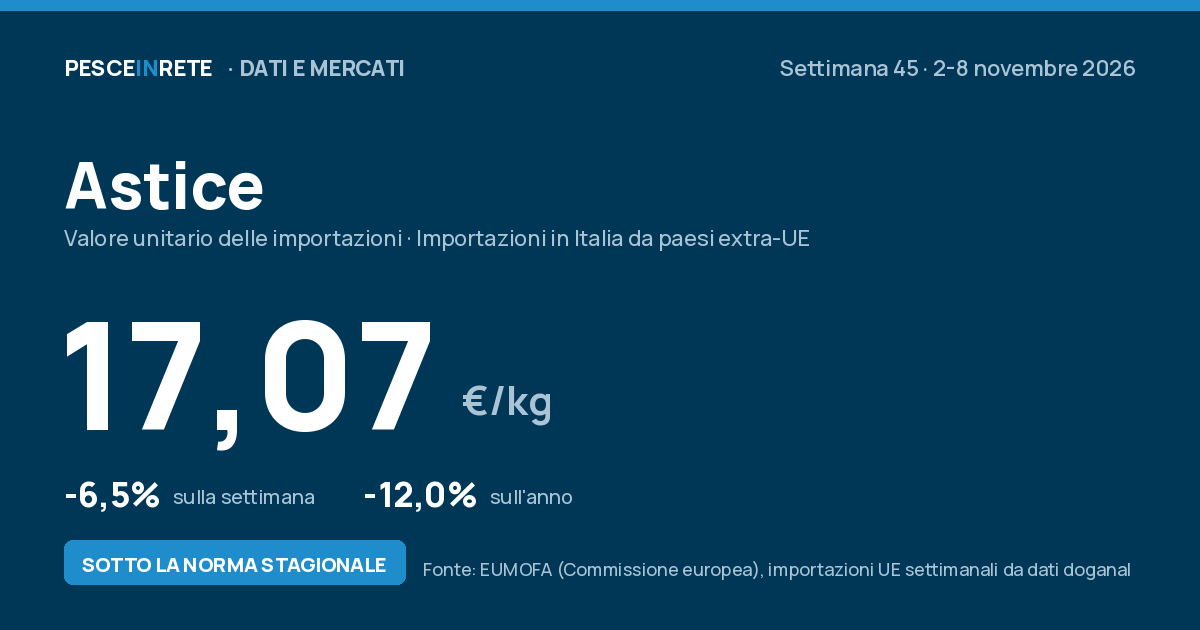 PESCEINRETE · DATI E MERCATI
Settimana 45 · 2-8 novembre 2026
Astice
Valore unitario delle importazioni · Importazioni in Italia da paesi extra-UE
17,07 €/kg
-6,5% sulla settimana -12,0% sull'anno
SOTTO LA NORMA STAGIONALE
Fonte: EUMOFA (Commissione europea), importazioni UE settimanali da dati doganal